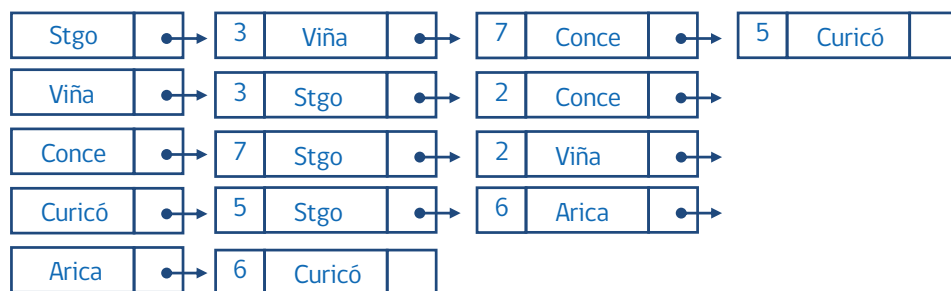 Stgo 3 Viña 7 Conce 5 Curicó
Viña 3 Stgo 2 Conce
Conce 7 Stgo 2 Viña
Curicó 5 Stgo 6 Arica
Arica 6 Curicó